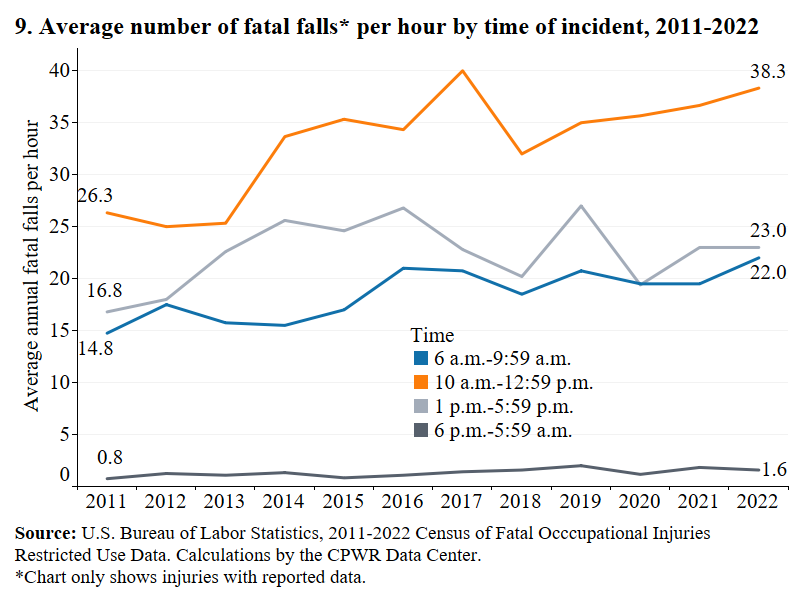 9. Average number of fatal falls* per hour by time of incident, 2011-2022
Average annual fatal falls per hour
40
35
30
25
20
15
10
5
0
26.3
16.8
14.8
0.8
38.3
23.0
22.0
1.6
Time
6 a.m.-9:59 a.m.
10 a.m.-12:59 p.m.
1 p.m.-5:59 p.m.
6 p.m.-5:59 a.m.
2011 2012 2013 2014 2015 2016 2017 2018 2019 2020 2021 2022
Source: U.S. Bureau of Labor Statistics, 2011-2022 Census of Fatal Occcupational Injuries
Restricted Use Data. Calculations by the CPWR Data Center.
*Chart only shows injuries with reported data.